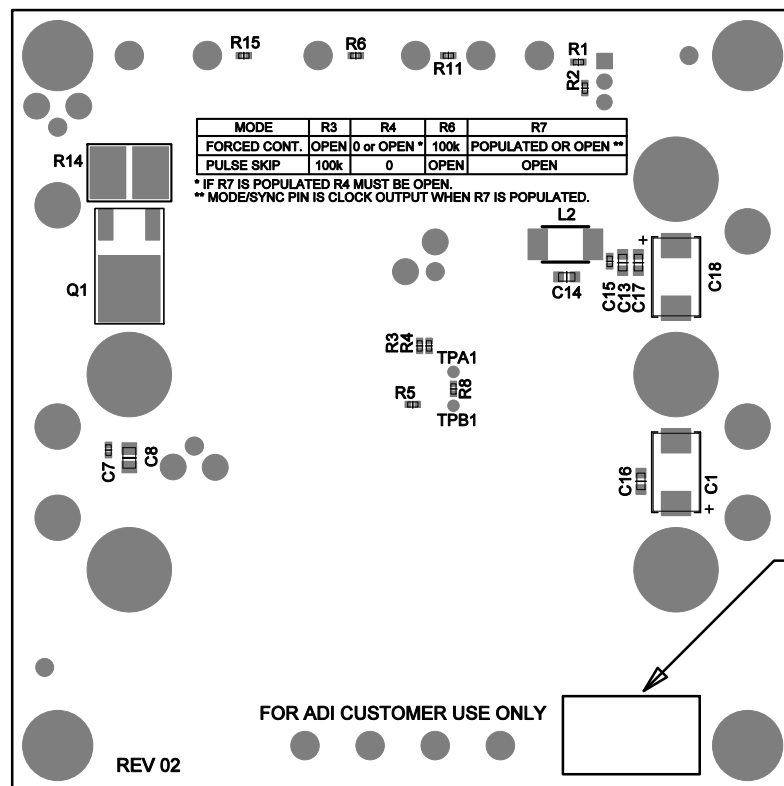 R15 R6 R11 R1
R2
MODE R3 R4 R6 R7
FORCED CONT. OPEN 0 or OPEN * 100k POPULATED OR OPEN **
PULSE SKIP 100k 0 OPEN OPEN
* IF R7 IS POPULATED R4 MUST BE OPEN.
** MODE/SYNC PIN IS CLOCK OUTPUT WHEN R7 IS POPULATED.
R14
L2
+
Q1
C14
C15
C13
C17
C18
R3
R4
TPA1
R8
R5
TPB1
C7
C8
C16
C1
+
FOR ADI CUSTOMER USE ONLY
REV 02